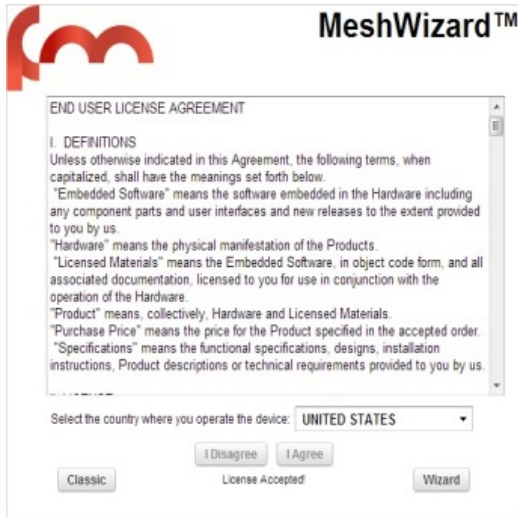 MeshWizard™
END USER LICENSE AGREEMENT
I. DEFINITIONS
Unless otherwise indicated in this Agreement, the following terms, when
capitalized, shall have the meanings set forth below.
"Embedded Software" means the software embedded in the Hardware including
any component parts and user interfaces and new releases to the extent provided
to you by us.
"Hardware" means the physical manifestation of the Products.
"Licensed Materials" means the Embedded Software, in object code form, and all
associated documentation, licensed to you for use in conjunction with the
operation of the Hardware.
"Product" means, collectively, Hardware and Licensed Materials.
"Purchase Price" means the price for the Product specified in the accepted order.
"Specifications" means the functional specifications, designs, installation
instructions, Product descriptions or technical requirements provided to you by us.
Select the country where you operate the device: UNITED STATES
I Disagree I Agree
Classic License Accepted! Wizard